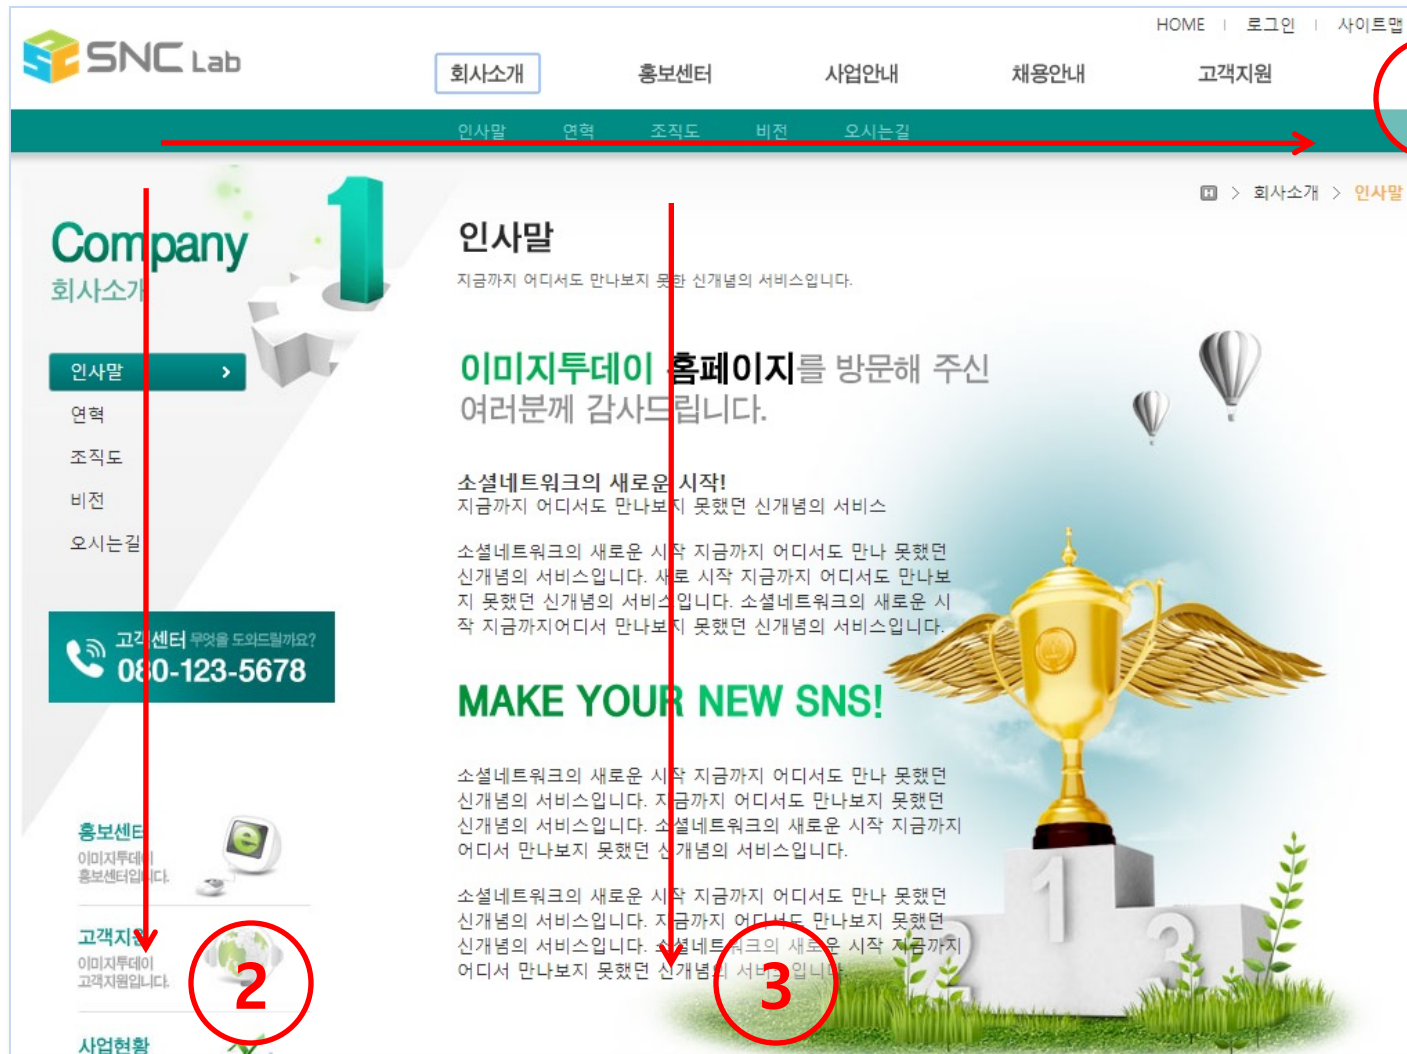 HOME | 로그인 | 사이트맵
SNC Lab
회사소개 홍보센터 사업안내 채용안내 고객지원
인사말 연혁 조직도 비전 오시는길
H > 회사소개 > 인사말
Company
회사소개
1
인사말 >
연혁
조직도
비전
오시는길
고객센터 무엇을 도와드릴까요?
080-123-5678
홍보센터
이미지투데이
홍보센터입니다.
고객지원
이미지투데이
고객지원입니다.
사업현황
2
인사말
지금까지 어디서도 만나보지 못한 신개념의 서비스입니다.
이미지투데이 홈페이지를 방문해 주신
여러분께 감사드립니다.
소셜네트워크의 새로운 시작!
지금까지 어디서도 만나보지 못했던 신개념의 서비스
소셜네트워크의 새로운 시작 지금까지 어디서도 만나 못했던
신개념의 서비스입니다. 새로 시작 지금까지 어디서도 만나보
지 못했던 신개념의 서비스입니다. 소셜네트워크의 새로운 시
작 지금까지어디서 만나보지 못했던 신개념의 서비스입니다.
MAKE YOUR NEW SNS!
소셜네트워크의 새로운 시작 지금까지 어디서도 만나 못했던
신개념의 서비스입니다. 지금까지 어디서도 만나보지 못했던
신개념의 서비스입니다. 소셜네트워크의 새로운 시작 지금까지
어디서 만나보지 못했던 신개념의 서비스입니다.
소셜네트워크의 새로운 시작 지금까지 어디서도 만나 못했던
신개념의 서비스입니다. 지금까지 어디서도 만나보지 못했던
신개념의 서비스입니다. 소셜네트워크의 새로운 시작 지금까지
어디서 만나보지 못했던 신개념의 서비스입니다.
3
2 1 3